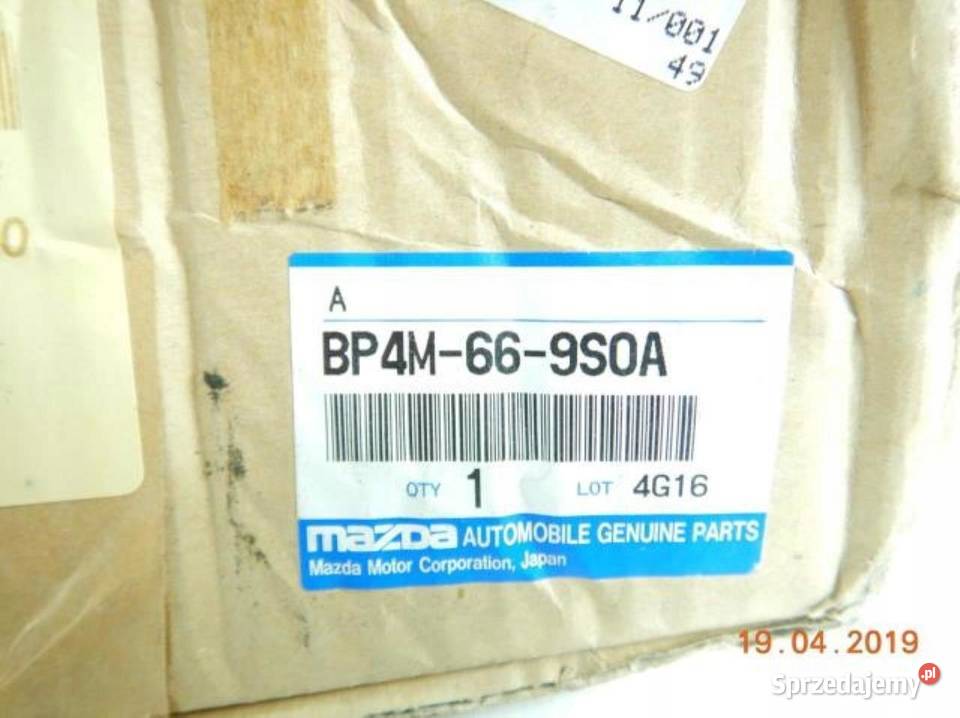 11/001
49
0
A
BP4M-66-9S0A
QTY 1 LOT 4G16
mazda AUTOMOBILE GENUINE PARTS
Mazda Motor Corporation, Japan
19.04.2019
Sprzedajemy.pl